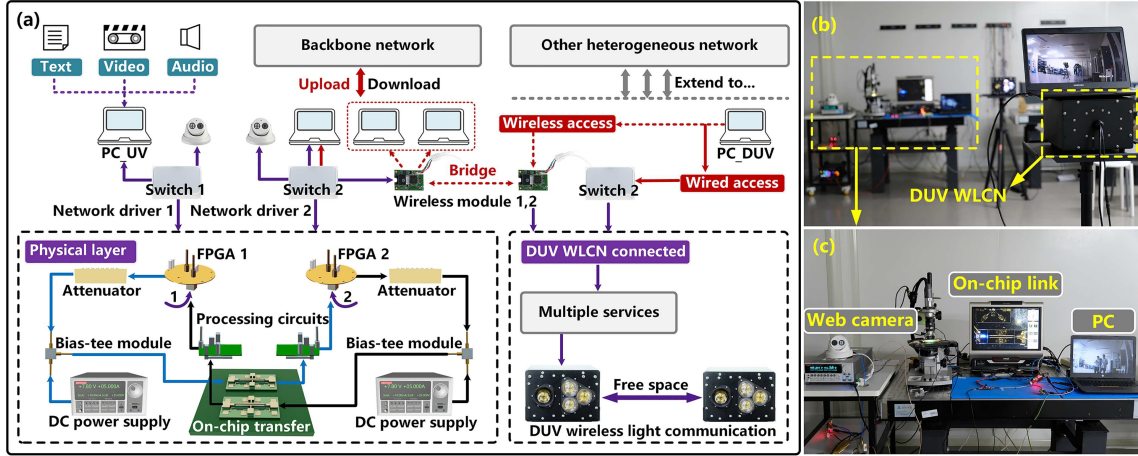 (a)
Text
Video
Audio
Backbone network
Other heterogeneous network
Upload
Download
Extend to...
PC_UV
Wireless access
PC_DUV
Switch 1
Switch 2
Bridge
Switch 2
Wired access
Network driver 1
Network driver 2
Wireless module 1,2
Physical layer
FPGA 1
FPGA 2
Attenuator
1
2
Attenuator
Processing circuits
Bias-tee module
Bias-tee module
DC power supply
On-chip transfer
DC power supply
DUV WLCN connected
Multiple services
Free space
DUV wireless light communication
(b)
DUV WLCN
(c)
On-chip link
Web camera
PC